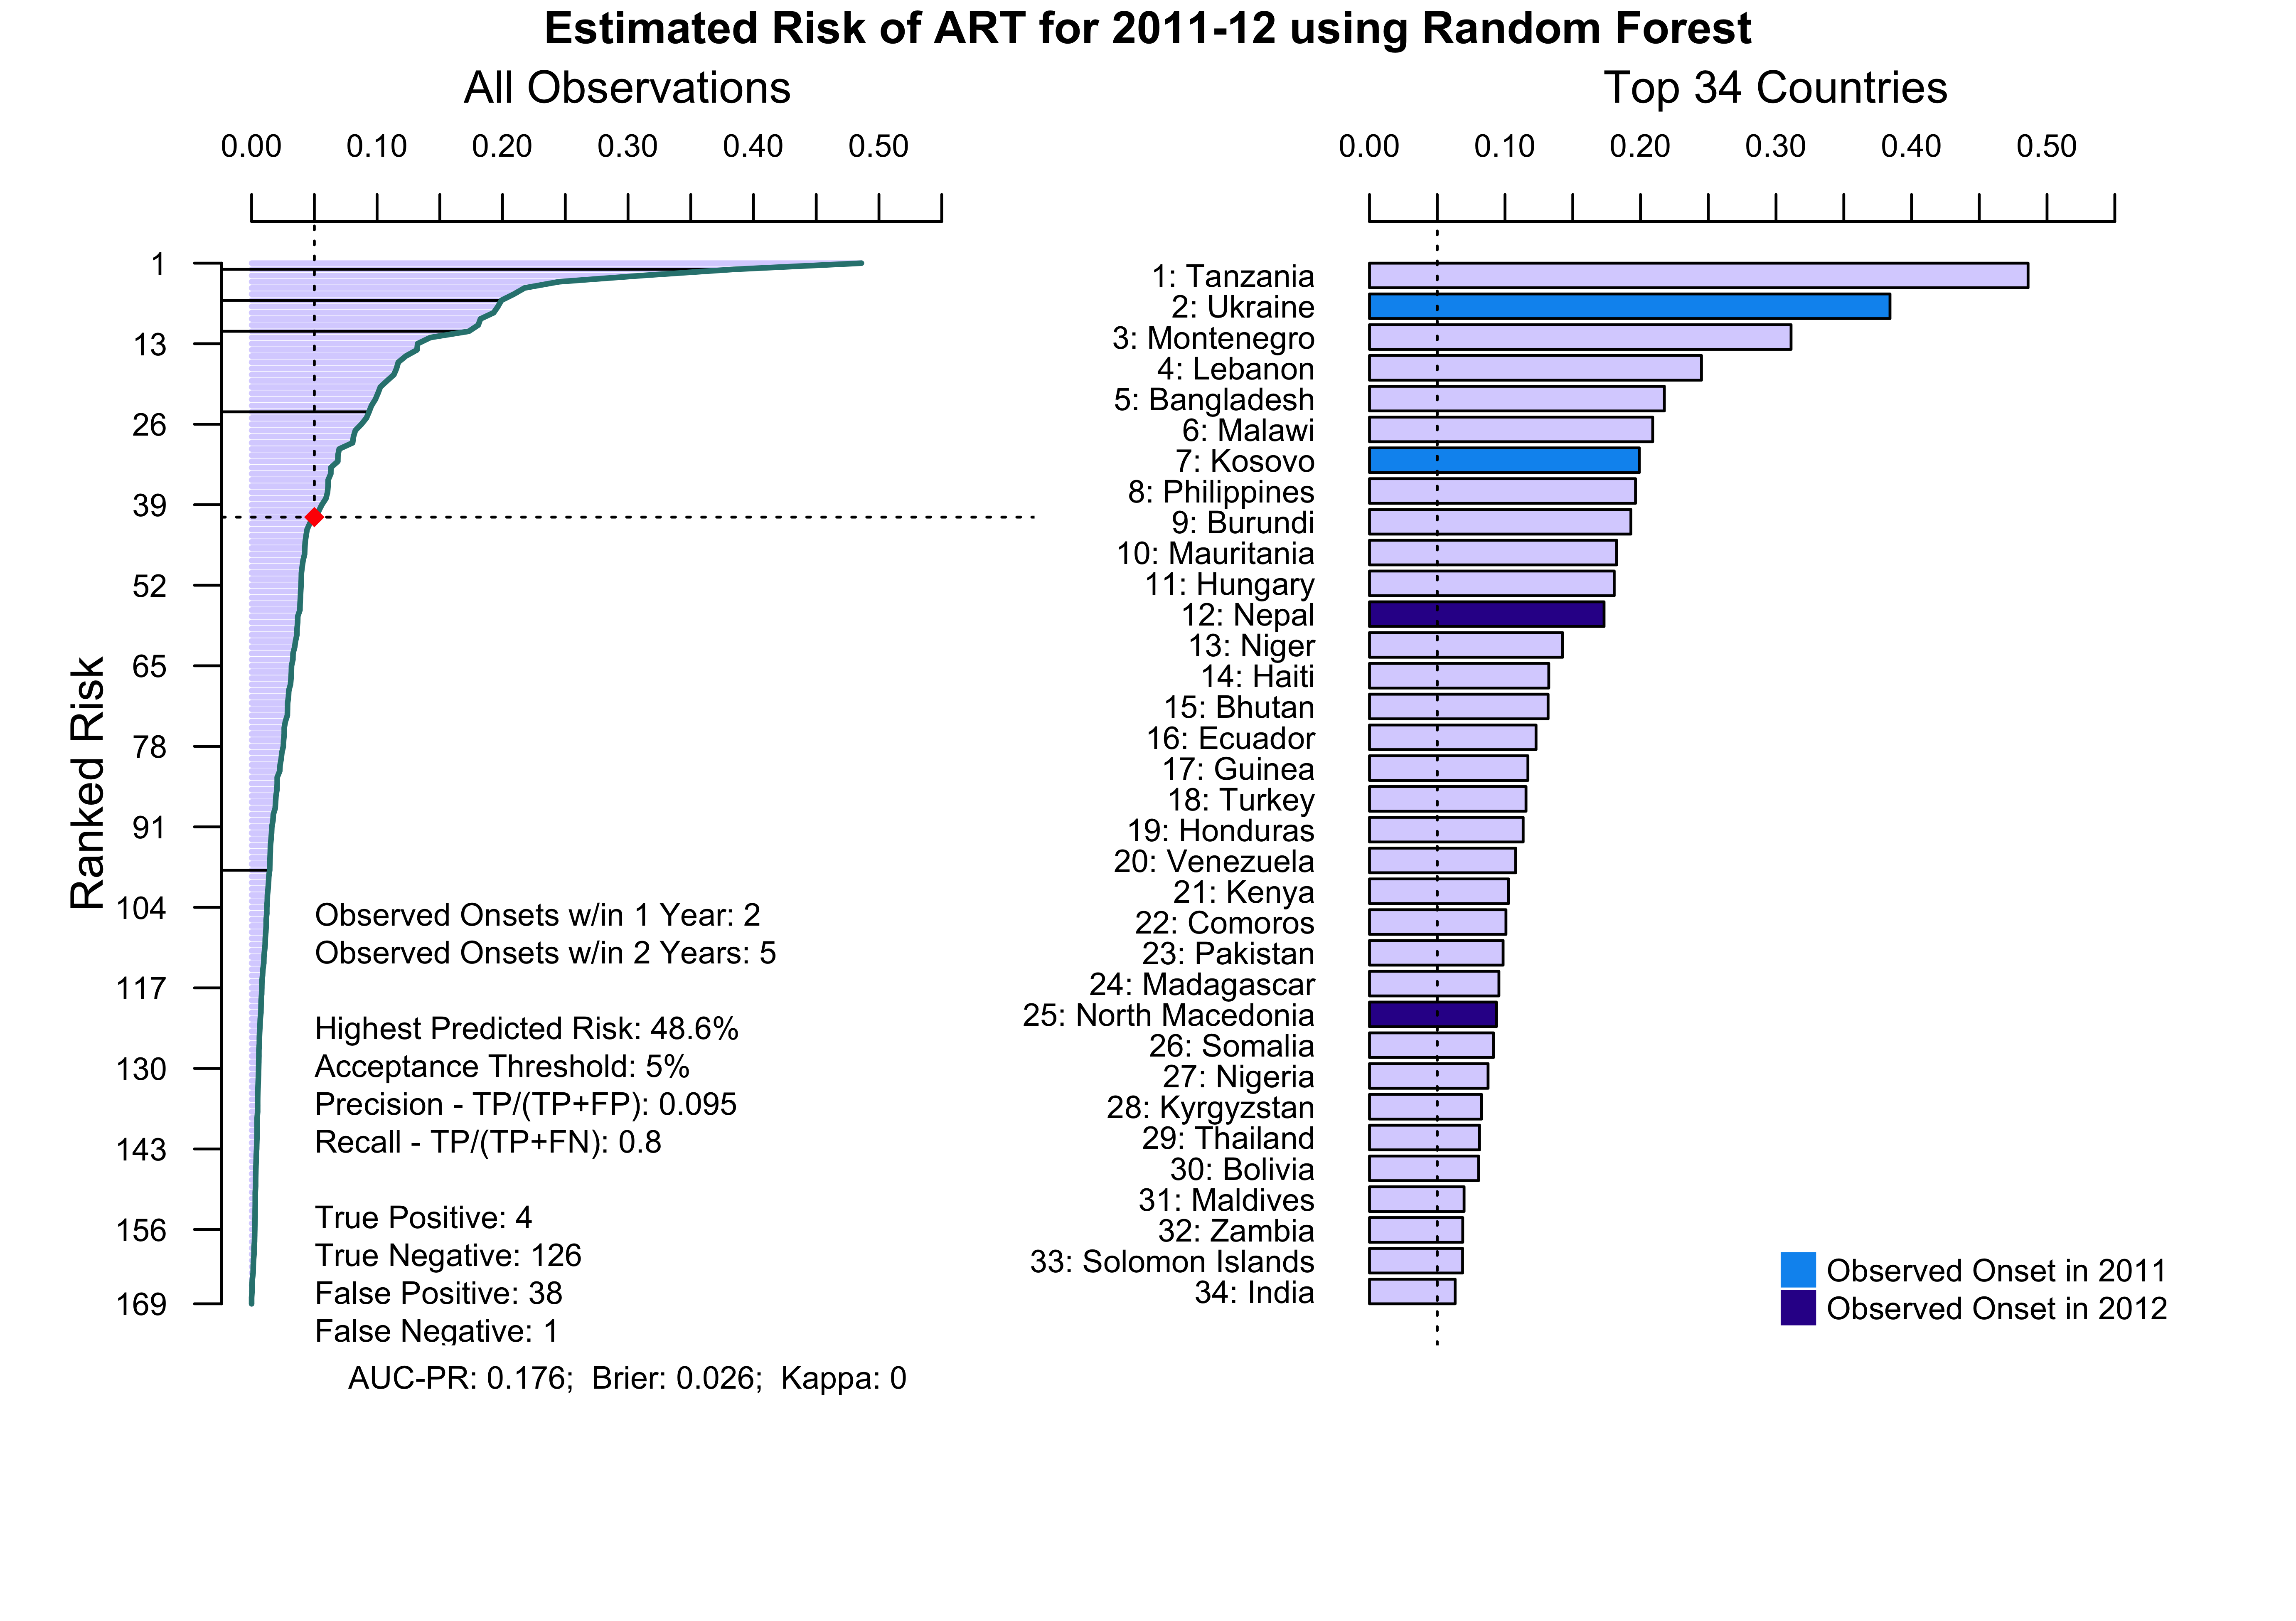 Estimated Risk of ART for 2011-12 using Random Forest
All Observations
0.00 0.10 0.20 0.30 0.40 0.50
Ranked Risk
1
13
26
39
52
65
78
91
104
117
130
143
156
169
Observed Onsets w/in 1 Year: 2
Observed Onsets w/in 2 Years: 5
Highest Predicted Risk: 48.6%
Acceptance Threshold: 5%
Precision - TP/(TP+FP): 0.095
Recall - TP/(TP+FN): 0.8
True Positive: 4
True Negative: 126
False Positive: 38
False Negative: 1
AUC-PR: 0.176;  Brier: 0.026;  Kappa: 0
Top 34 Countries
0.00 0.10 0.20 0.30 0.40 0.50
1: Tanzania
2: Ukraine
3: Montenegro
4: Lebanon
5: Bangladesh
6: Malawi
7: Kosovo
8: Philippines
9: Burundi
10: Mauritania
11: Hungary
12: Nepal
13: Niger
14: Haiti
15: Bhutan
16: Ecuador
17: Guinea
18: Turkey
19: Honduras
20: Venezuela
21: Kenya
22: Comoros
23: Pakistan
24: Madagascar
25: North Macedonia
26: Somalia
27: Nigeria
28: Kyrgyzstan
29: Thailand
30: Bolivia
31: Maldives
32: Zambia
33: Solomon Islands
34: India
Observed Onset in 2011
Observed Onset in 2012